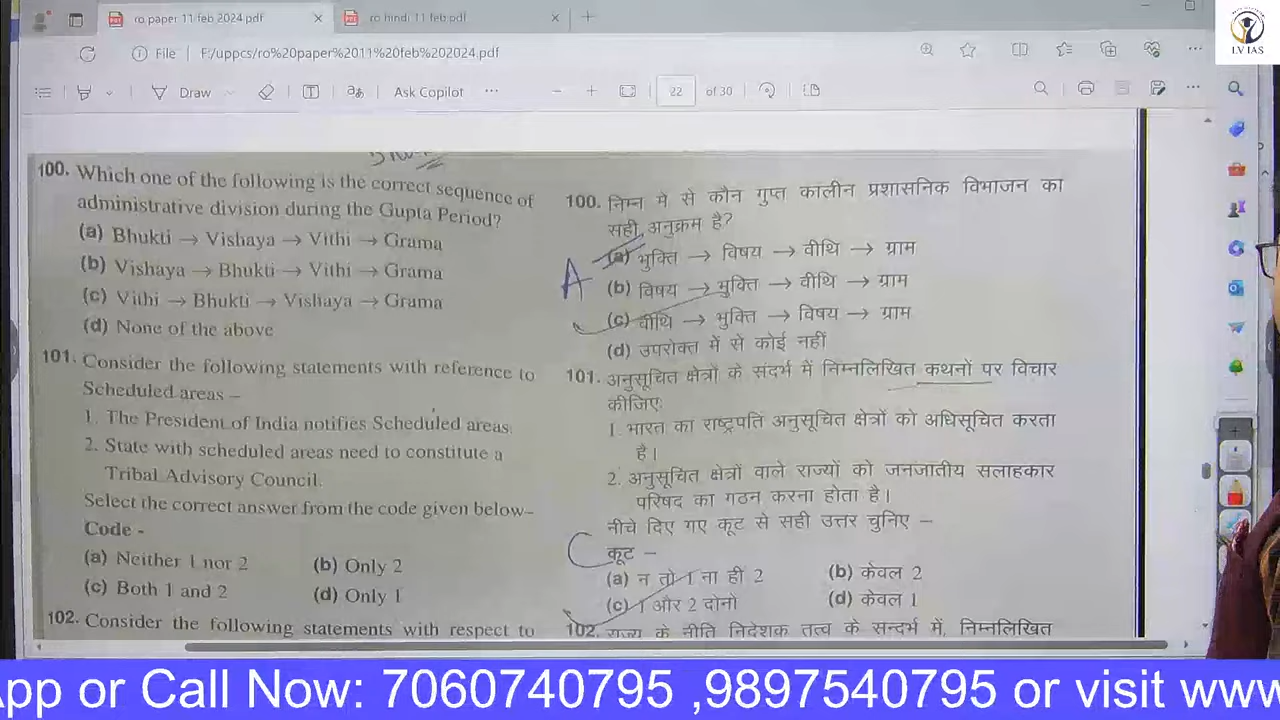 ro paper 11 feb 2024.pdf
ro hindi 11 feb.pdf
File F:/uppcs/ro%20paper%2011%20feb%202024.pdf
LV IAS
Draw
Ask Copilot
22 of 30
100. Which one of the following is the correct sequence of
administrative division during the Gupta Period?
(a) Bhukti → Vishaya → Vithi → Grama
(b) Vishaya → Bhukti → Vithi → Grama
(c) Vithi → Bhukti → Vishaya → Grama
(d) None of the above
101. Consider the following statements with reference to
Scheduled areas –
1. The President of India notifies Scheduled areas.
2. State with scheduled areas need to constitute a
Tribal Advisory Council.
Select the correct answer from the code given below–
Code -
(a) Neither 1 nor 2 (b) Only 2
(c) Both 1 and 2 (d) Only 1
102. Consider the following statements with respect to
100. निम्न मे से कौन गुप्त कालीन प्रशासनिक विभाजन का
सही अनुक्रम है?
(a) भुक्ति → विषय → वीथि → ग्राम
A
(b) विषय → भुक्ति → वीथि → ग्राम
(c) वीथि → भुक्ति → विषय → ग्राम
(d) उपरोक्त में से कोई नहीं
101. अनुसूचित क्षेत्रों के संदर्भ में निम्नलिखित कथनों पर विचार
कीजिए:
1. भारत का राष्ट्रपति अनुसूचित क्षेत्रों को अधिसूचित करता
है।
2. अनुसूचित क्षेत्रों वाले राज्यों को जनजातीय सलाहकार
परिषद का गठन करना होता है।
नीचे दिए गए कूट से सही उत्तर चुनिए –
C
कूट –
(a) न तो 1 ना ही 2 (b) केवल 2
(c) 1 और 2 दोनो (d) केवल 1
102. राज्य के नीति निदेशक तत्व के सन्दर्भ में, निम्नलिखित
App or Call Now: 7060740795 ,9897540795 or visit www